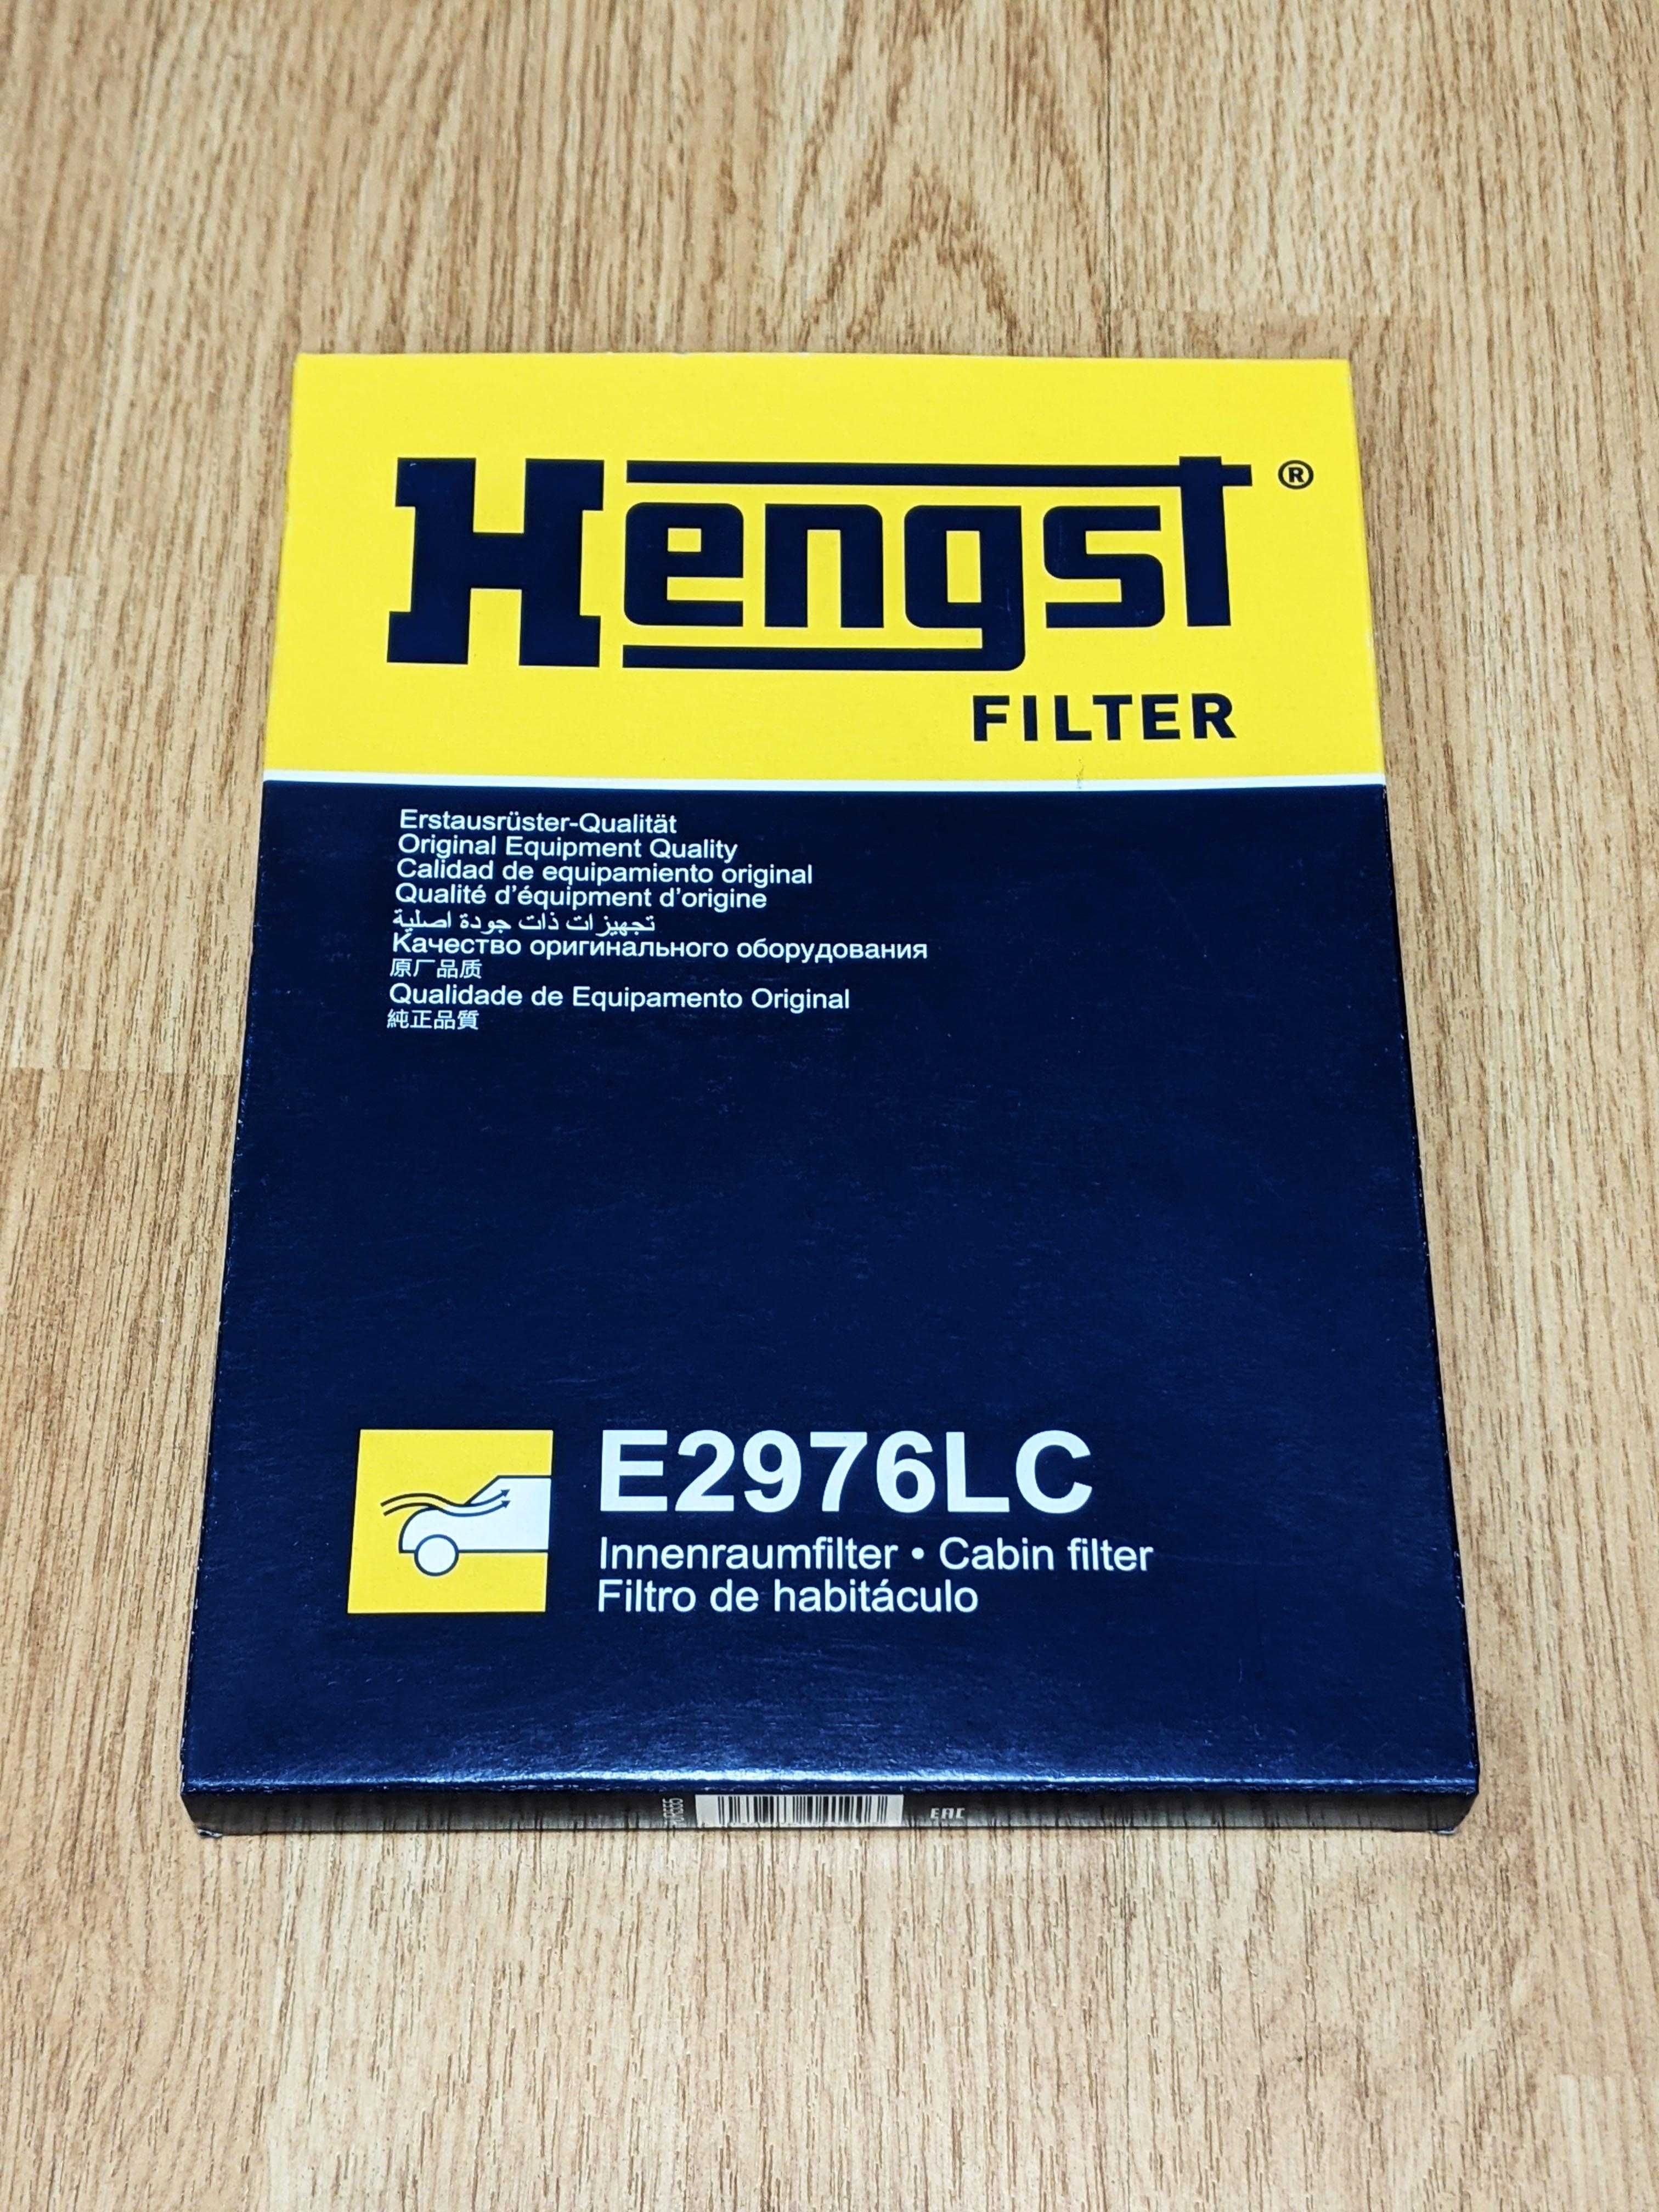 Hengst®
FILTER
Erstausrüster-Qualität
Original Equipment Quality
Calidad de equipamiento original
Qualité d'équipment d'origine
تجهيزات ذات جودة اصلية
Качество оригинального оборудования
原厂品质
Qualidade de Equipamento Original
純正品質
E2976LC
Innenraumfilter • Cabin filter
Filtro de habitáculo
EAC